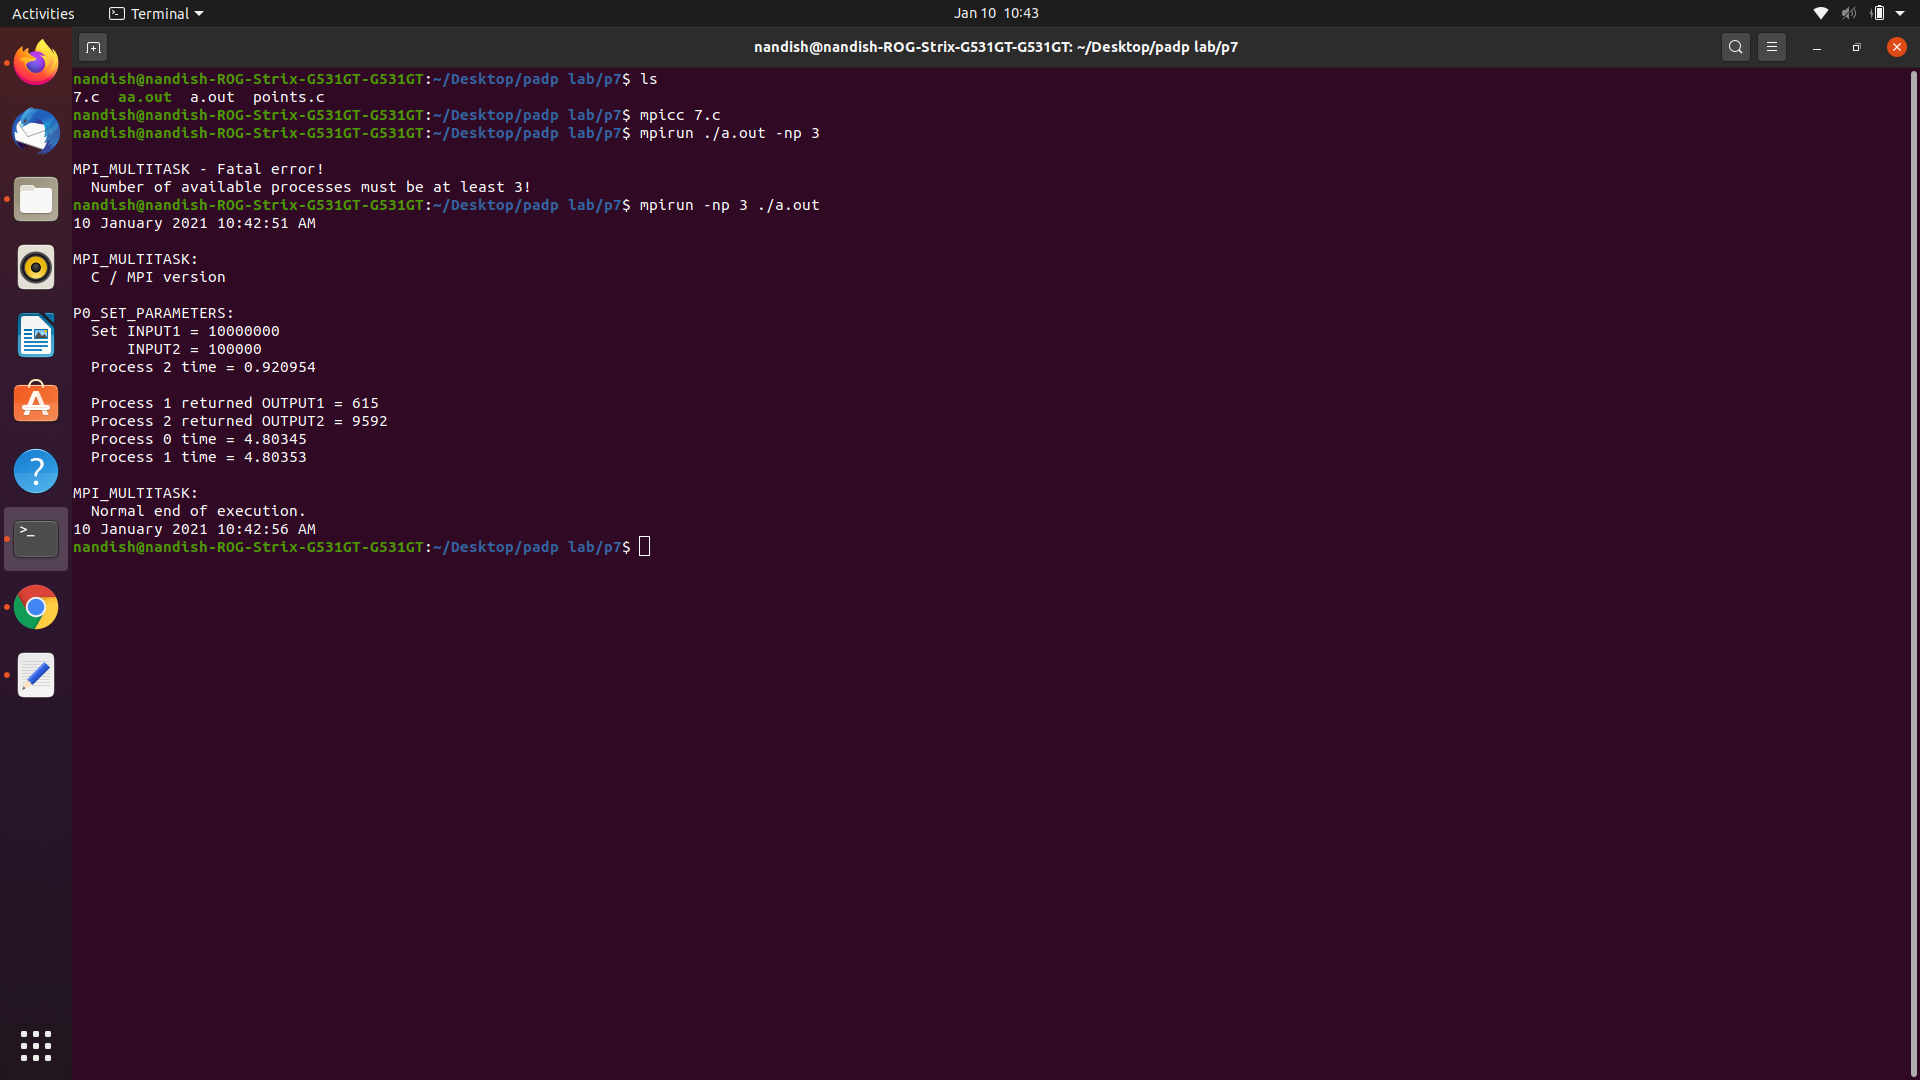 Activities Terminal Jan 10 10:43
nandish@nandish-ROG-Strix-G531GT-G531GT: ~/Desktop/padp lab/p7
nandish@nandish-ROG-Strix-G531GT-G531GT:~/Desktop/padp lab/p7$ ls
7.c aa.out a.out points.c
nandish@nandish-ROG-Strix-G531GT-G531GT:~/Desktop/padp lab/p7$ mpicc 7.c
nandish@nandish-ROG-Strix-G531GT-G531GT:~/Desktop/padp lab/p7$ mpirun ./a.out -np 3
MPI_MULTITASK - Fatal error!
Number of available processes must be at least 3!
nandish@nandish-ROG-Strix-G531GT-G531GT:~/Desktop/padp lab/p7$ mpirun -np 3 ./a.out
10 January 2021 10:42:51 AM
MPI_MULTITASK:
C / MPI version
P0_SET_PARAMETERS:
Set INPUT1 = 10000000
INPUT2 = 100000
Process 2 time = 0.920954
Process 1 returned OUTPUT1 = 615
Process 2 returned OUTPUT2 = 9592
Process 0 time = 4.80345
Process 1 time = 4.80353
MPI_MULTITASK:
Normal end of execution.
10 January 2021 10:42:56 AM
nandish@nandish-ROG-Strix-G531GT-G531GT:~/Desktop/padp lab/p7$